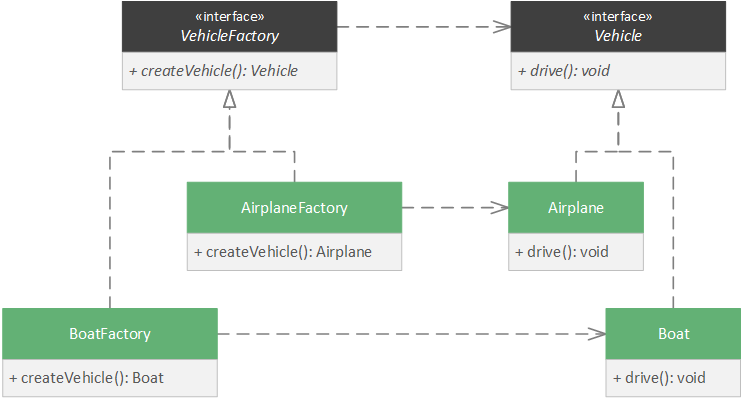 «interface»
VehicleFactory
+ createVehicle(): Vehicle
«interface»
Vehicle
+ drive(): void
AirplaneFactory
+ createVehicle(): Airplane
Airplane
+ drive(): void
BoatFactory
+ createVehicle(): Boat
Boat
+ drive(): void